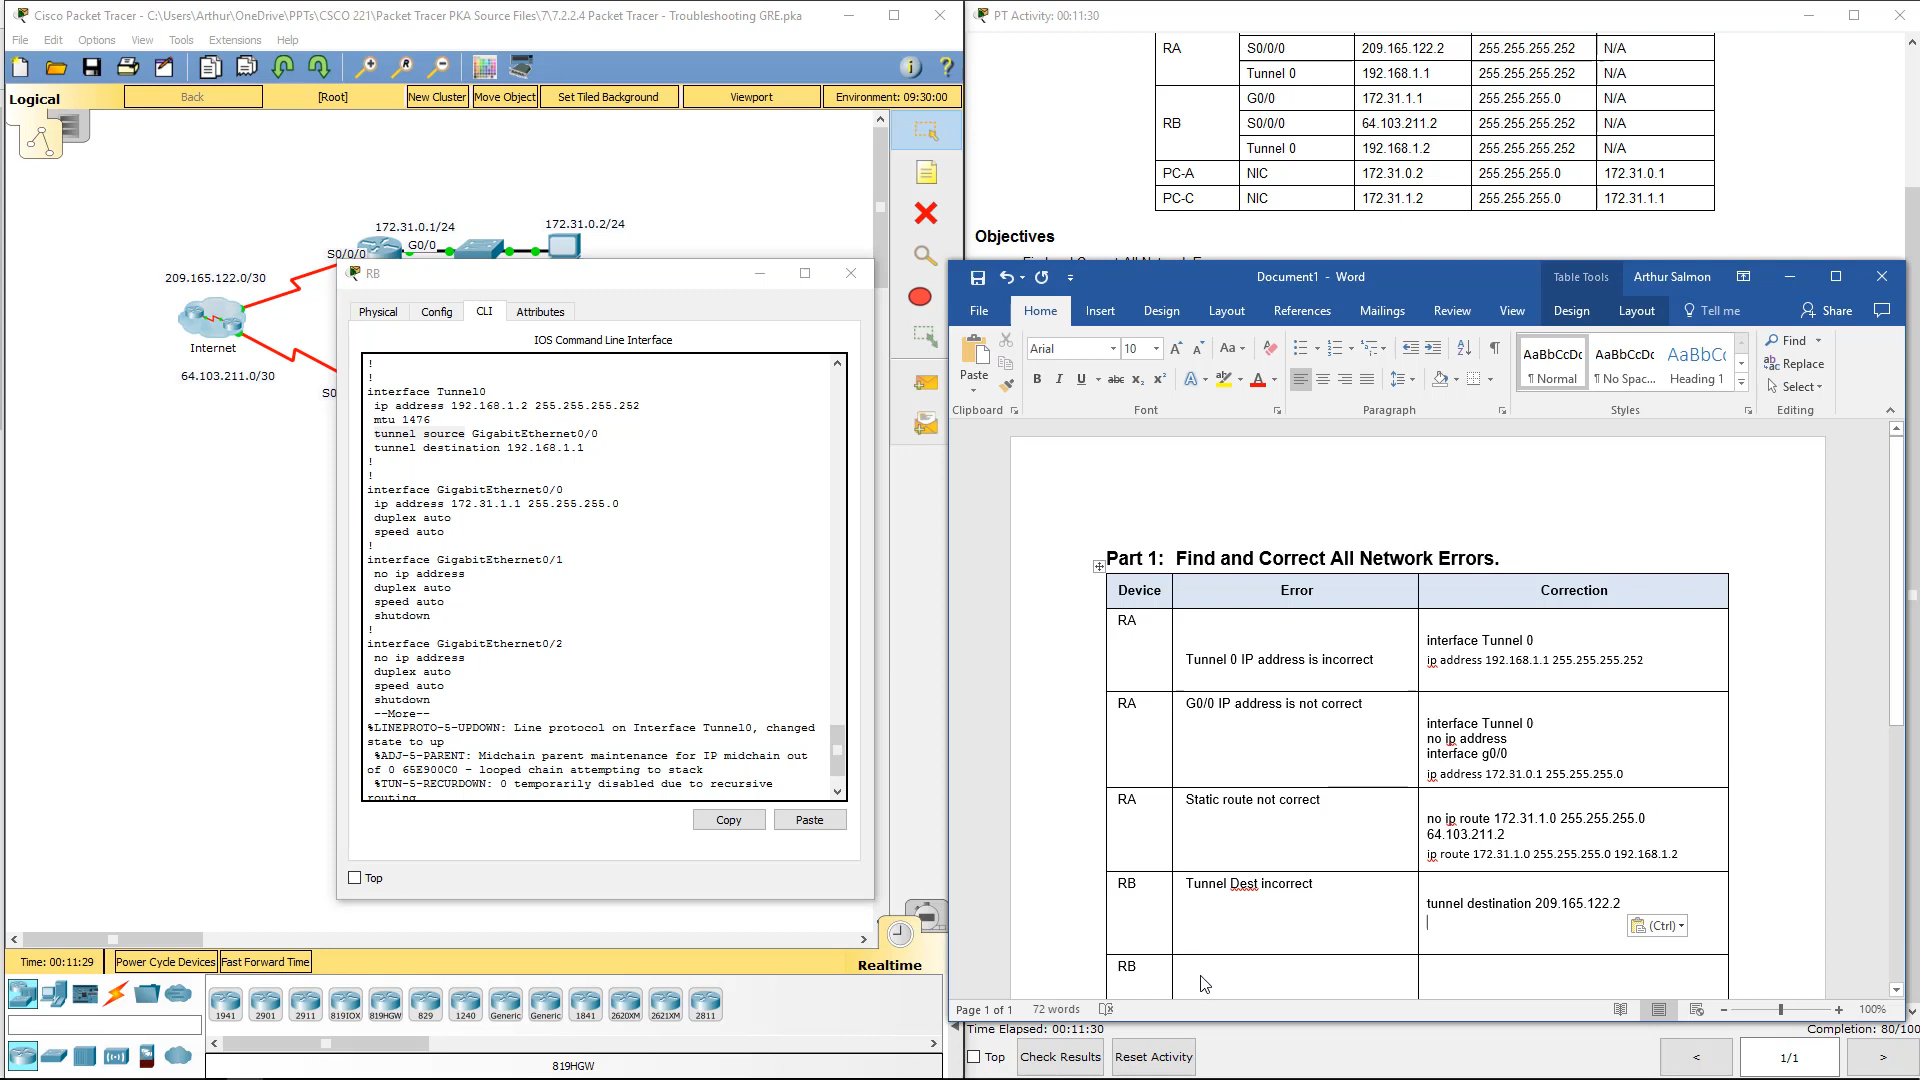 Cisco Packet Tracer - C:\Users\Arthur\OneDrive\PPTs\CSCO 221\Packet Tracer PKA Source Files\7\7.2.2.4 Packet Tracer - Troubleshooting GRE.pka
File Edit Options View Tools Extensions Help
Logical Back [Root] New Cluster Move Object Set Tiled Background Viewport Environment: 09:30:00
172.31.0.1/24 172.31.0.2/24
S0/0/0 G0/0
209.165.122.0/30
Internet
64.103.211.0/30
S0
RB
Physical Config CLI Attributes
IOS Command Line Interface
!
!
interface Tunnel0
ip address 192.168.1.2 255.255.255.252
mtu 1476
tunnel source GigabitEthernet0/0
tunnel destination 192.168.1.1
!
!
interface GigabitEthernet0/0
ip address 172.31.1.1 255.255.255.0
duplex auto
speed auto
!
interface GigabitEthernet0/1
no ip address
duplex auto
speed auto
shutdown
!
interface GigabitEthernet0/2
no ip address
duplex auto
speed auto
shutdown
--More--
%LINEPROTO-5-UPDOWN: Line protocol on Interface Tunnel0, changed
state to up
%ADJ-5-PARENT: Midchain parent maintenance for IP midchain out
of 0 65E900C0 - looped chain attempting to stack
%TUN-5-RECURDOWN: 0 temporarily disabled due to recursive
routing
Copy Paste
Top
Time: 00:11:29 Power Cycle Devices Fast Forward Time Realtime
1941 2901 2911 819IOX 819HGW 829 1240 Generic Generic 1841 2620XM 2621XM 2811
819HGW
PT Activity: 00:11:30
RA S0/0/0 209.165.122.2 255.255.255.252 N/A
Tunnel 0 192.168.1.1 255.255.255.252 N/A
RB G0/0 172.31.1.1 255.255.255.0 N/A
S0/0/0 64.103.211.2 255.255.255.252 N/A
Tunnel 0 192.168.1.2 255.255.255.252 N/A
PC-A NIC 172.31.0.2 255.255.255.0 172.31.0.1
PC-C NIC 172.31.1.2 255.255.255.0 172.31.1.1
Objectives
Document1 - Word Table Tools Arthur Salmon
File Home Insert Design Layout References Mailings Review View Design Layout Tell me Share
Paste Arial 10 Aa
B I U abc X2 X2 A A
AaBbCcDc AaBbCcDc AaBbCc
¶ Normal ¶ No Spac... Heading 1
Find
Replace
Select
Clipboard Font Paragraph Styles Editing
Part 1: Find and Correct All Network Errors.
Device Error Correction
RA
Tunnel 0 IP address is incorrect
interface Tunnel 0
ip address 192.168.1.1 255.255.255.252
RA G0/0 IP address is not correct
interface Tunnel 0
no ip address
interface g0/0
ip address 172.31.0.1 255.255.255.0
RA Static route not correct
no ip route 172.31.1.0 255.255.255.0
64.103.211.2
ip route 172.31.1.0 255.255.255.0 192.168.1.2
RB Tunnel Dest incorrect
tunnel destination 209.165.122.2
(Ctrl)
RB
Page 1 of 1 72 words 100%
Time Elapsed: 00:11:30 Completion: 80/100
Top Check Results Reset Activity < 1/1 >